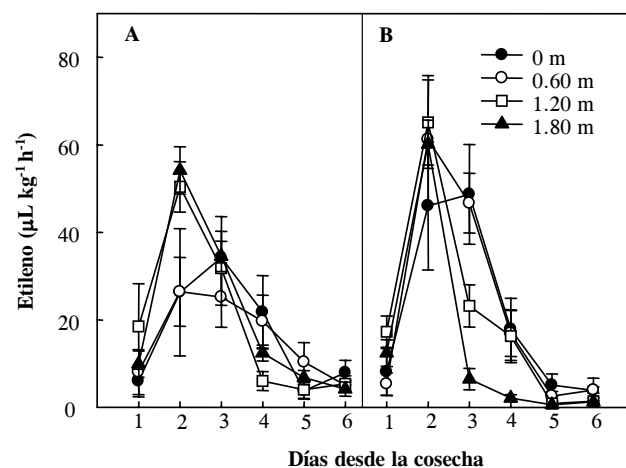 A
B
80
60
40
20
0
0 m
0.60 m
1.20 m
1.80 m
Etileno (µL kg⁻¹ h⁻¹)
1 2 3 4 5 6 1 2 3 4 5 6
Días desde la cosecha